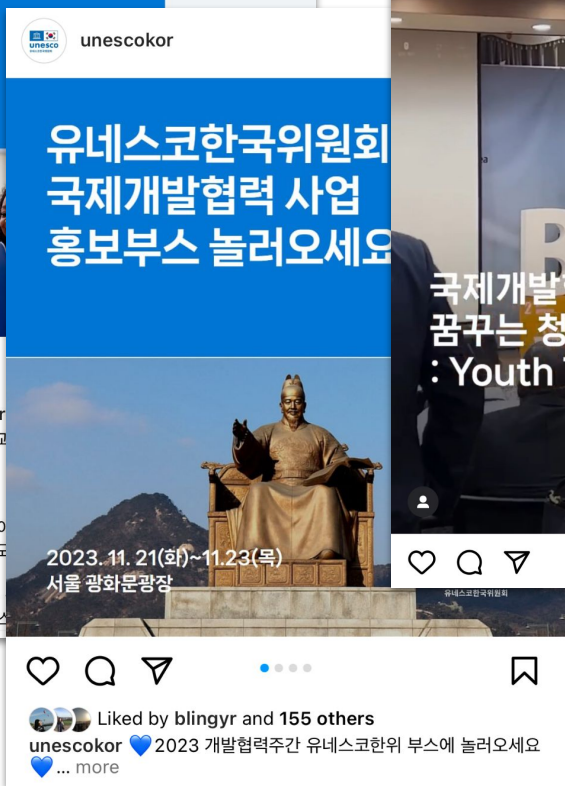 unesco
unescokor
유네스코한국위원회
국제개발협력 사업
홍보부스 놀러오세요
2023. 11. 21(화)~11.23(목)
서울 광화문광장
Liked by blingyr and 155 others
unescokor 💙2023 개발협력주간 유네스코한위 부스에 놀러오세요
💙... more
국제개발
꿈꾸는 청
: Youth
유네스코한국위원회